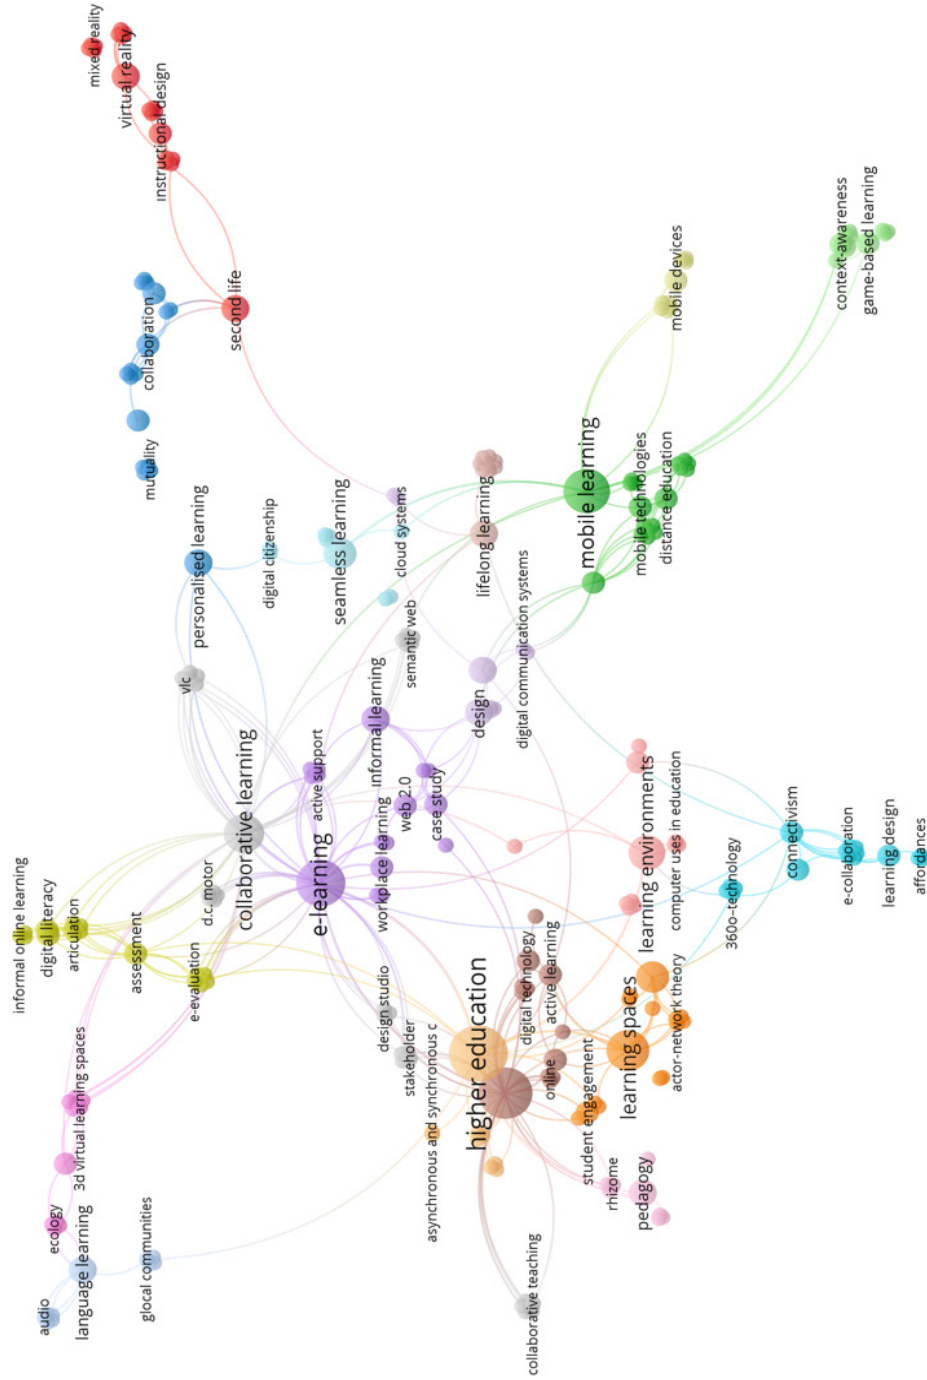 mixed reality
virtual reality
instructional design
second life
collaboration
mutuality
personalised learning
digital citizenship
seamless learning
cloud systems
lifelong learning
mobile devices
context-awareness
game-based learning
mobile learning
mobile technologies
distance education
vlc
semantic web
informal learning
design
digital communication systems
collaborative learning
active support
e-learning
workplace learning
web 2.0
case study
informal online learning
digital literacy
articulation
assessment
e-evaluation
d.c. motor
learning environments
computer uses in education
360o-technology
connectivism
e-collaboration
learning design
affordances
design studio
stakeholder
higher education
asynchronous and synchronous c
digital technology
active learning
online
learning spaces
actor-network theory
student engagement
rhizome
pedagogy
3d virtual learning spaces
ecology
language learning
audio
glocal communities
collaborative teaching